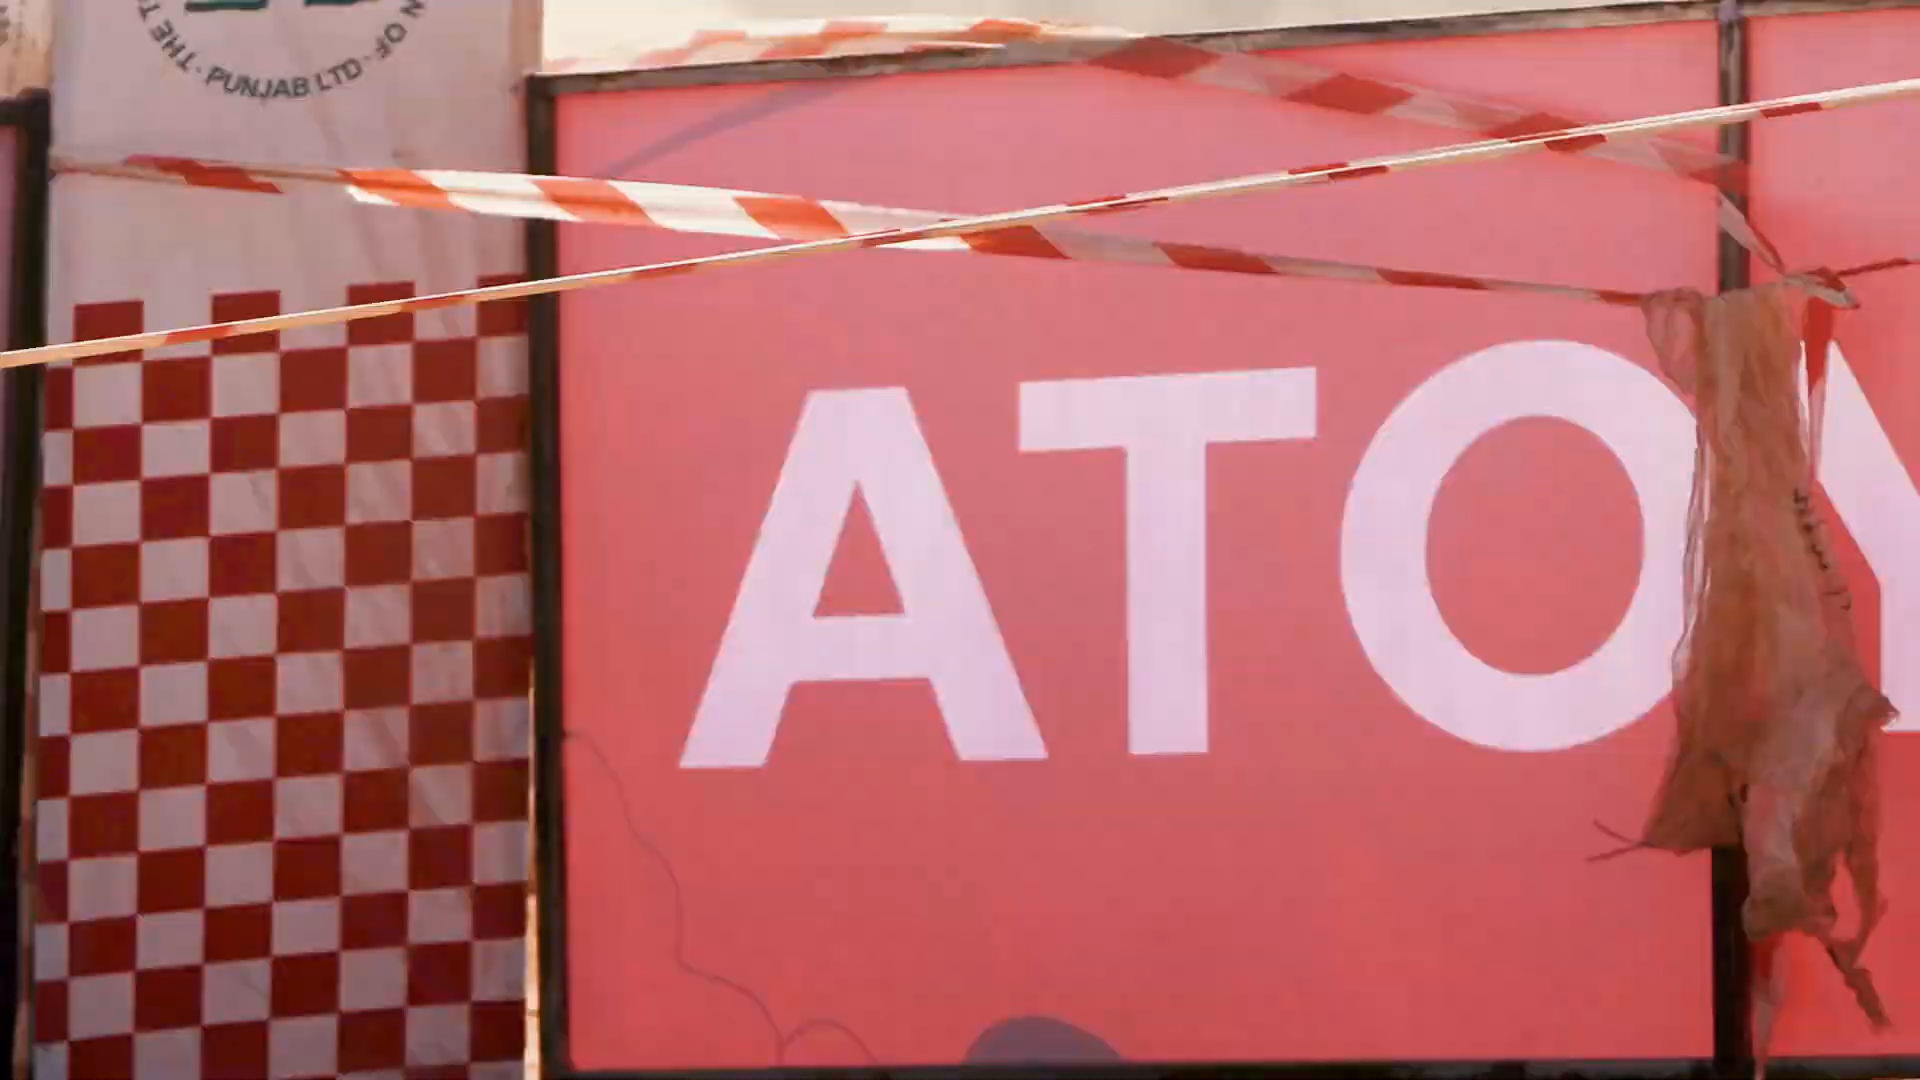 N OF · THE T
· PUNJAB LTD ·
ATO